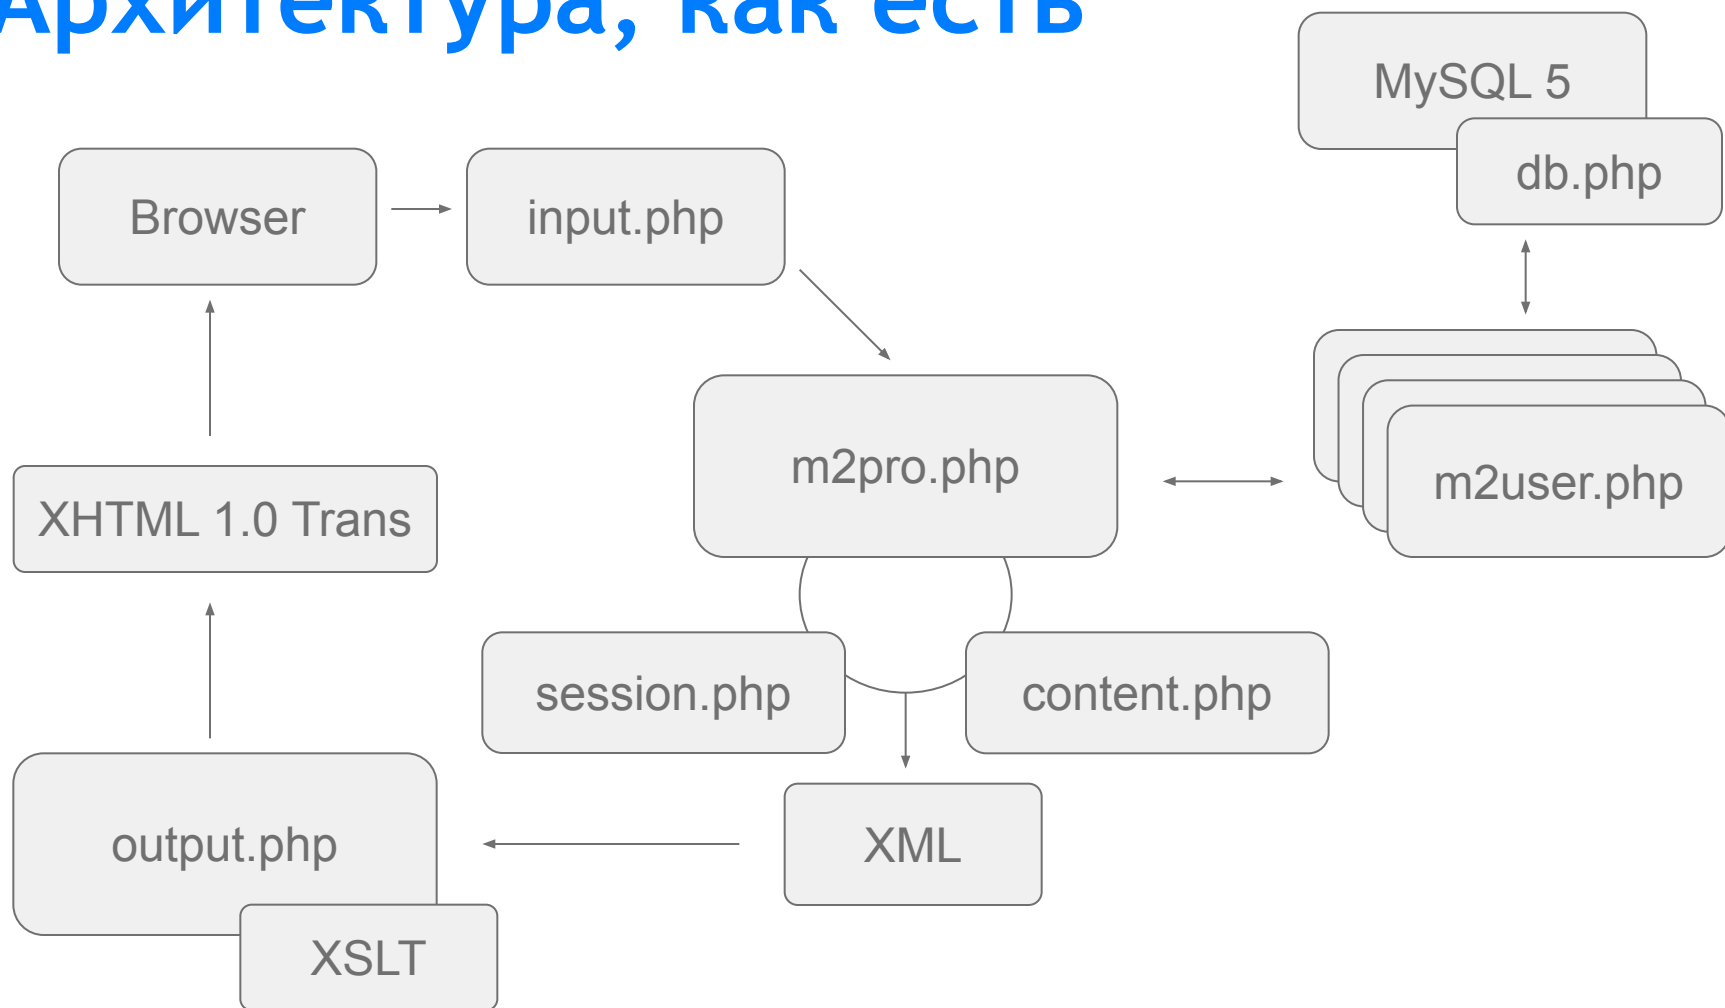 Архитектура, как есть
MySQL 5
db.php
Browser
input.php
m2pro.php
m2user.php
XHTML 1.0 Trans
session.php
content.php
output.php
XML
XSLT